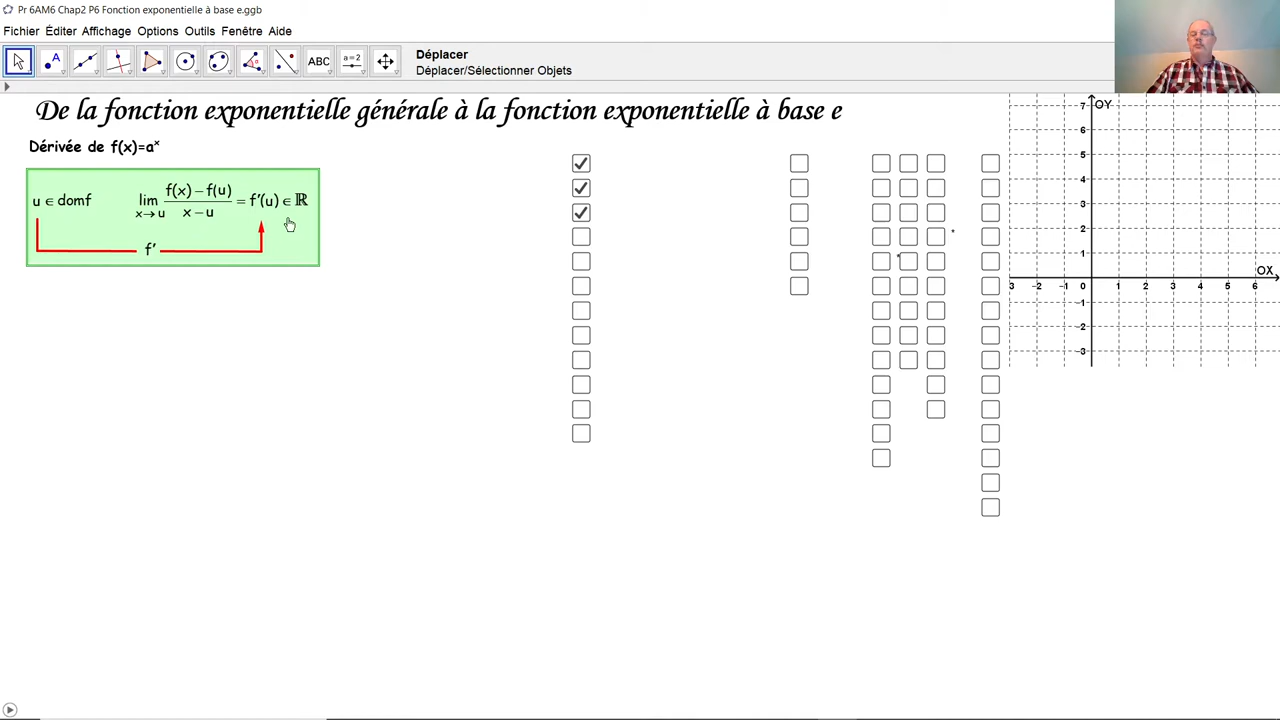 Pr 6AM6 Chap2 P6 Fonction exponentielle à base e.ggb
Fichier Éditer Affichage Options Outils Fenêtre Aide
A
ABC
a=2
Déplacer
Déplacer/Sélectionner Objets
De la fonction exponentielle générale à la fonction exponentielle à base e
Dérivée de f(x)=aˣ
u ∈ domf lim x→u (f(x) − f(u))/(x − u) = f'(u) ∈ ℝ
f'
OY
7
6
5
4
3
2
1
OX
3 −2 −1 0 1 2 3 4 5 6
−1
−2
−3